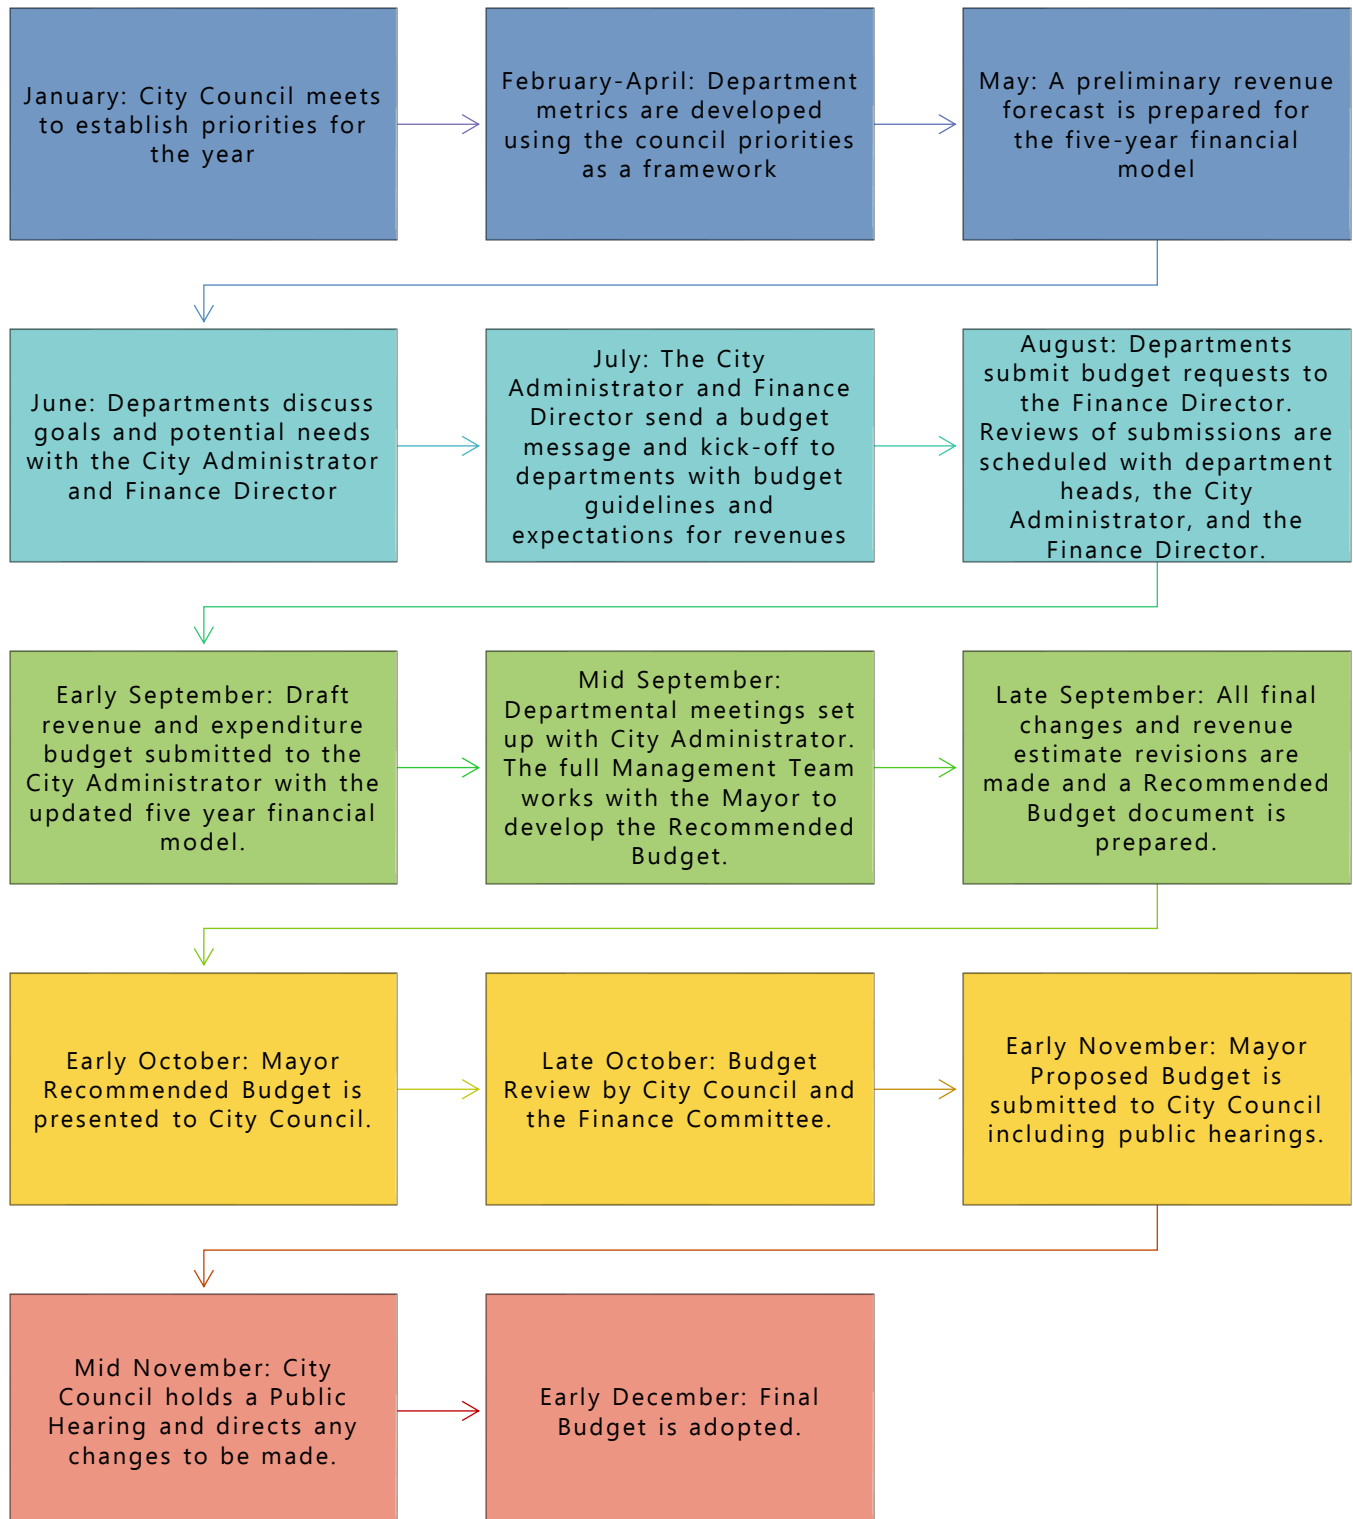 January: City Council meets
to establish priorities for
the year
February-April: Department
metrics are developed
using the council priorities
as a framework
May: A preliminary revenue
forecast is prepared for
the five-year financial
model
June: Departments discuss
goals and potential needs
with the City Administrator
and Finance Director
July: The City
Administrator and Finance
Director send a budget
message and kick-off to
departments with budget
guidelines and
expectations for revenues
August: Departments
submit budget requests to
the Finance Director.
Reviews of submissions are
scheduled with department
heads, the City
Administrator, and the
Finance Director.
Early September: Draft
revenue and expenditure
budget submitted to the
City Administrator with the
updated five year financial
model.
Mid September:
Departmental meetings set
up with City Administrator.
The full Management Team
works with the Mayor to
develop the Recommended
Budget.
Late September: All final
changes and revenue
estimate revisions are
made and a Recommended
Budget document is
prepared.
Early October: Mayor
Recommended Budget is
presented to City Council.
Late October: Budget
Review by City Council and
the Finance Committee.
Early November: Mayor
Proposed Budget is
submitted to City Council
including public hearings.
Mid November: City
Council holds a Public
Hearing and directs any
changes to be made.
Early December: Final
Budget is adopted.